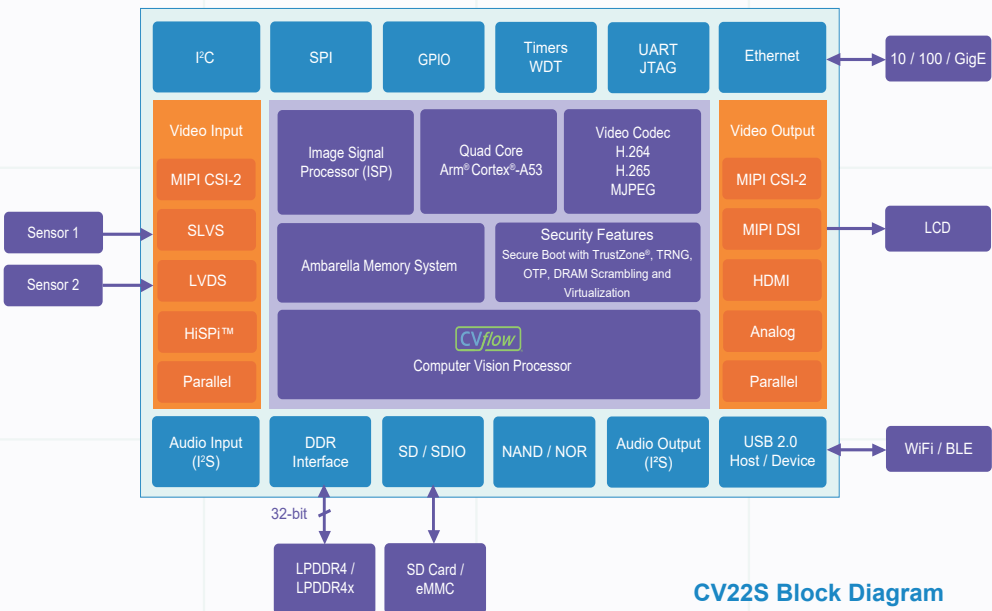 I²C
SPI
GPIO
Timers
WDT
UART
JTAG
Ethernet
10 / 100 / GigE
Video Input
MIPI CSI-2
SLVS
LVDS
HiSPi™
Parallel
Sensor 1
Sensor 2
Image Signal
Processor (ISP)
Quad Core
Arm® Cortex®-A53
Video Codec
H.264
H.265
MJPEG
Ambarella Memory System
Security Features
Secure Boot with TrustZone®, TRNG,
OTP, DRAM Scrambling and
Virtualization
CVflow
Computer Vision Processor
Video Output
MIPI CSI-2
MIPI DSI
HDMI
Analog
Parallel
LCD
Audio Input
(I²S)
DDR
Interface
SD / SDIO
NAND / NOR
Audio Output
(I²S)
USB 2.0
Host / Device
WiFi / BLE
32-bit
LPDDR4 /
LPDDR4x
SD Card /
eMMC
CV22S Block Diagram